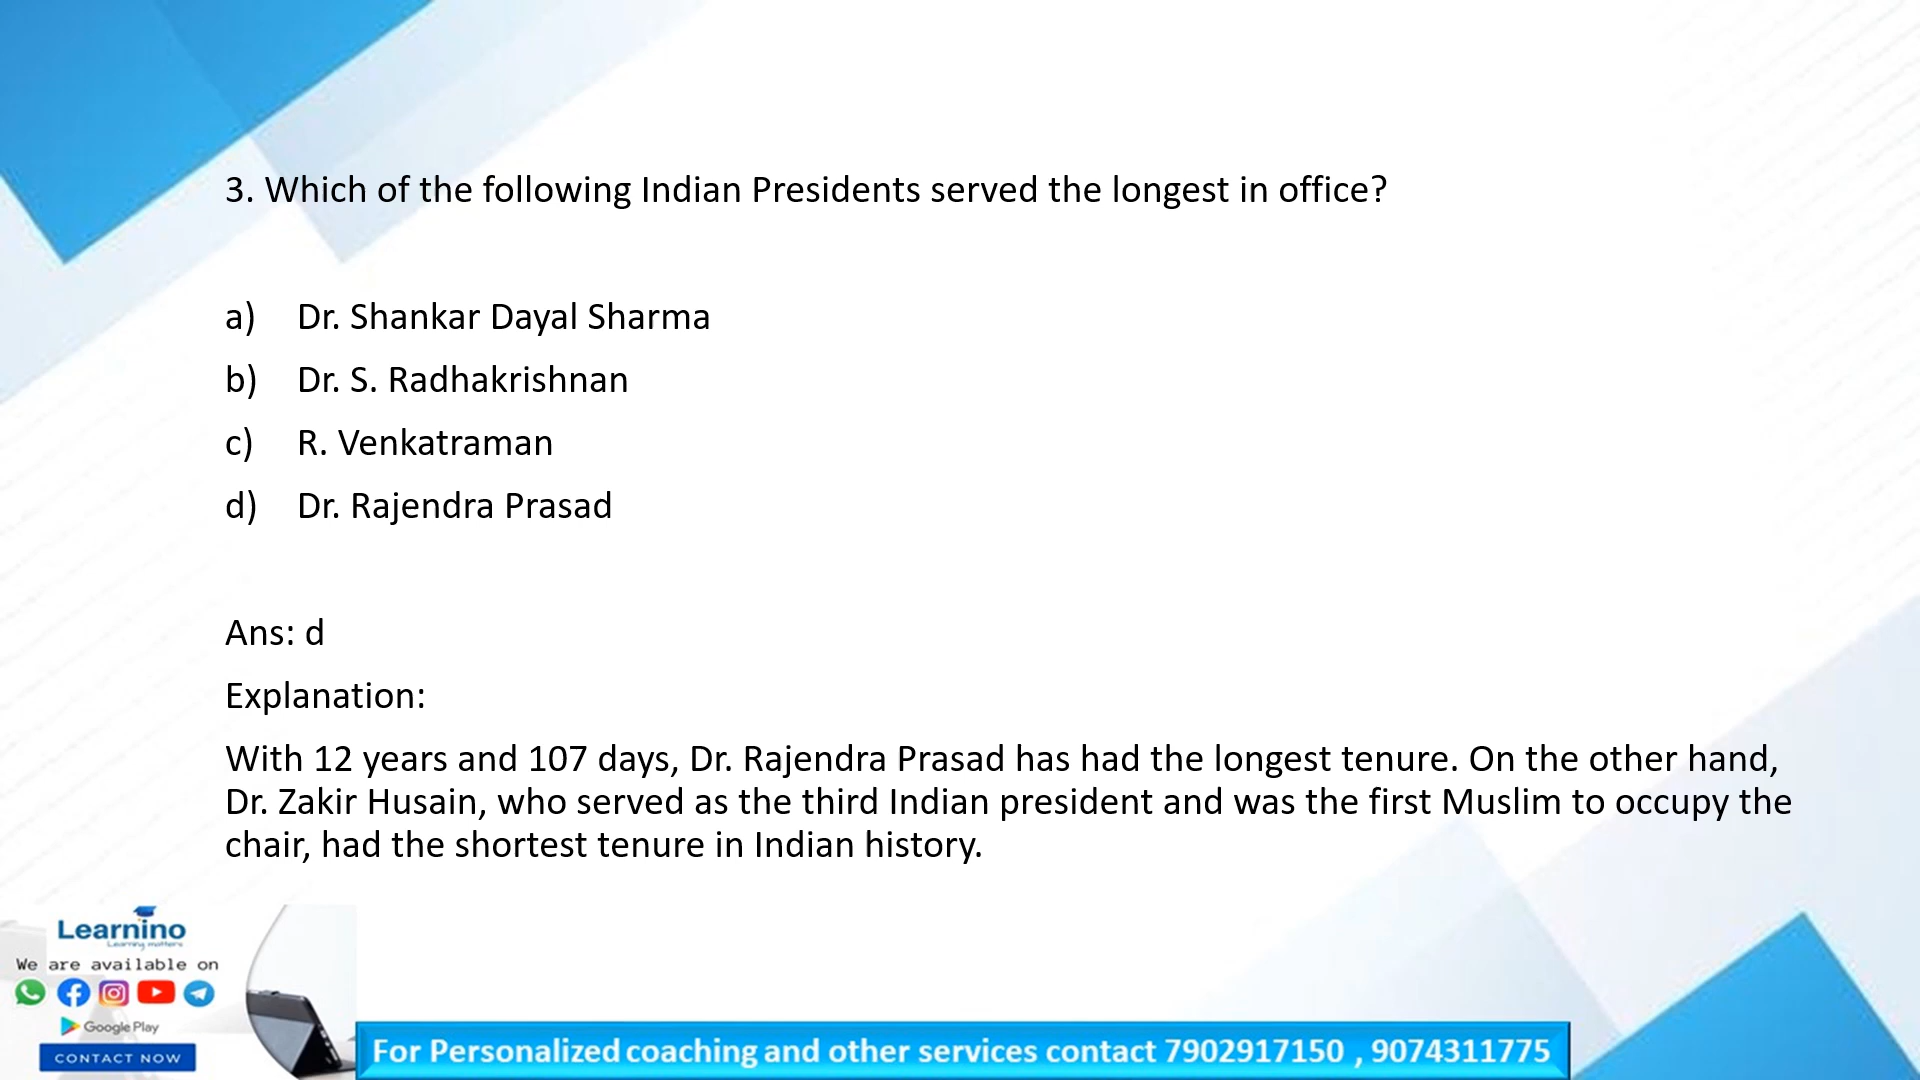 3. Which of the following Indian Presidents served the longest in office?
a) Dr. Shankar Dayal Sharma
b) Dr. S. Radhakrishnan
c) R. Venkatraman
d) Dr. Rajendra Prasad
Ans: d
Explanation:
With 12 years and 107 days, Dr. Rajendra Prasad has had the longest tenure. On the other hand,
Dr. Zakir Husain, who served as the third Indian president and was the first Muslim to occupy the
chair, had the shortest tenure in Indian history.
Learnino
Learning matters
We are available on
Google Play
CONTACT NOW
For Personalized coaching and other services contact 7902917150 , 9074311775